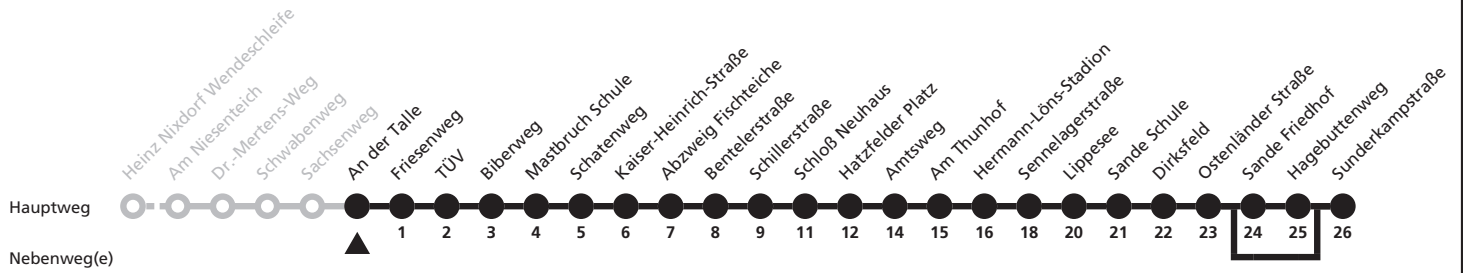 Heinz Nixdorf Wendeschleife
Am Niesenteich
Dr.-Mertens-Weg
Schwabenweg
Sachsenweg
An der Talle
Friesenweg
TÜV
Biberweg
Mastbruch Schule
Schatenweg
Kaiser-Heinrich-Straße
Abzweig Fischteiche
Bentelerstraße
Schillerstraße
Schloß Neuhaus
Hatzfelder Platz
Amtsweg
Am Thunhof
Hermann-Löns-Stadion
Sennelagerstraße
Lippesee
Sande Schule
Dirksfeld
Ostenländer Straße
Sande Friedhof
Hagebuttenweg
Sunderkampstraße
Hauptweg
1 2 3 4 5 6 7 8 9 11 12 14 15 16 18 20 21 22 23 24 25 26
Nebenweg(e)